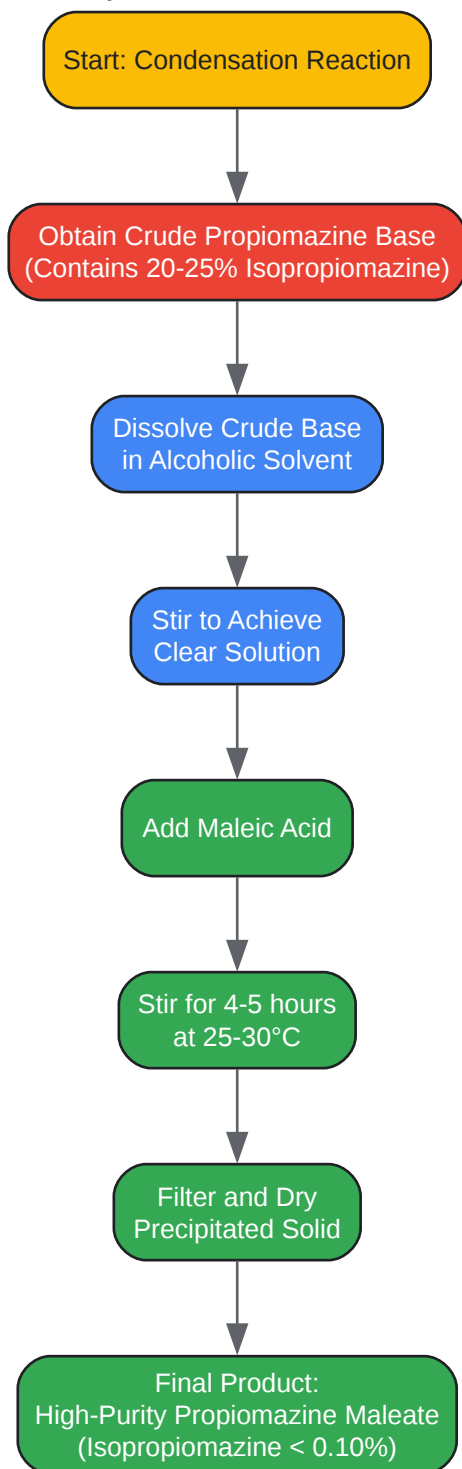 Start: Condensation Reaction
Obtain Crude Propiomazine Base
(Contains 20-25% Isopropiomazine)
Dissolve Crude Base
in Alcoholic Solvent
Stir to Achieve
Clear Solution
Add Maleic Acid
Stir for 4-5 hours
at 25-30°C
Filter and Dry
Precipitated Solid
Final Product:
High-Purity Propiomazine Maleate
(Isopropiomazine < 0.10%)